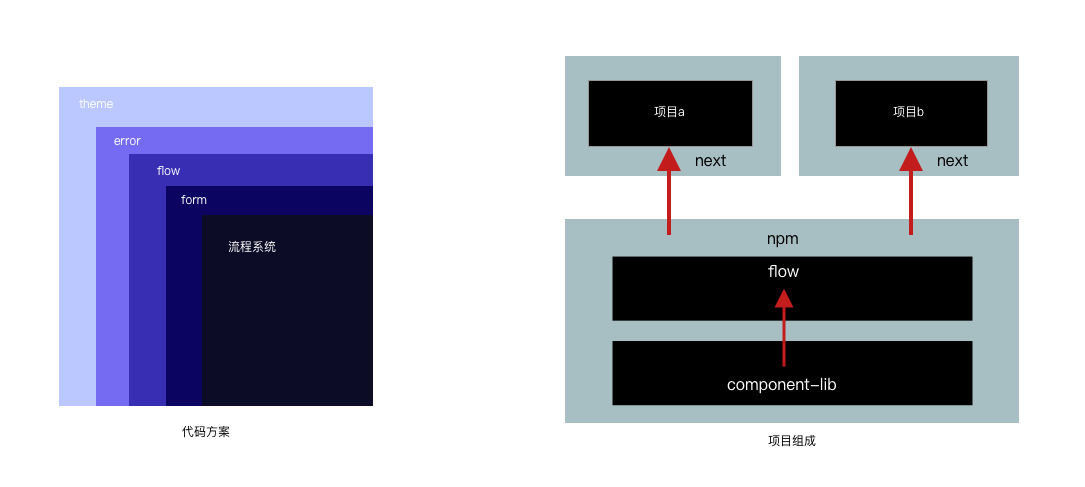 theme
error
flow
form
流程系统
代码方案
项目a
next
项目b
next
npm
flow
component-lib
项目组成